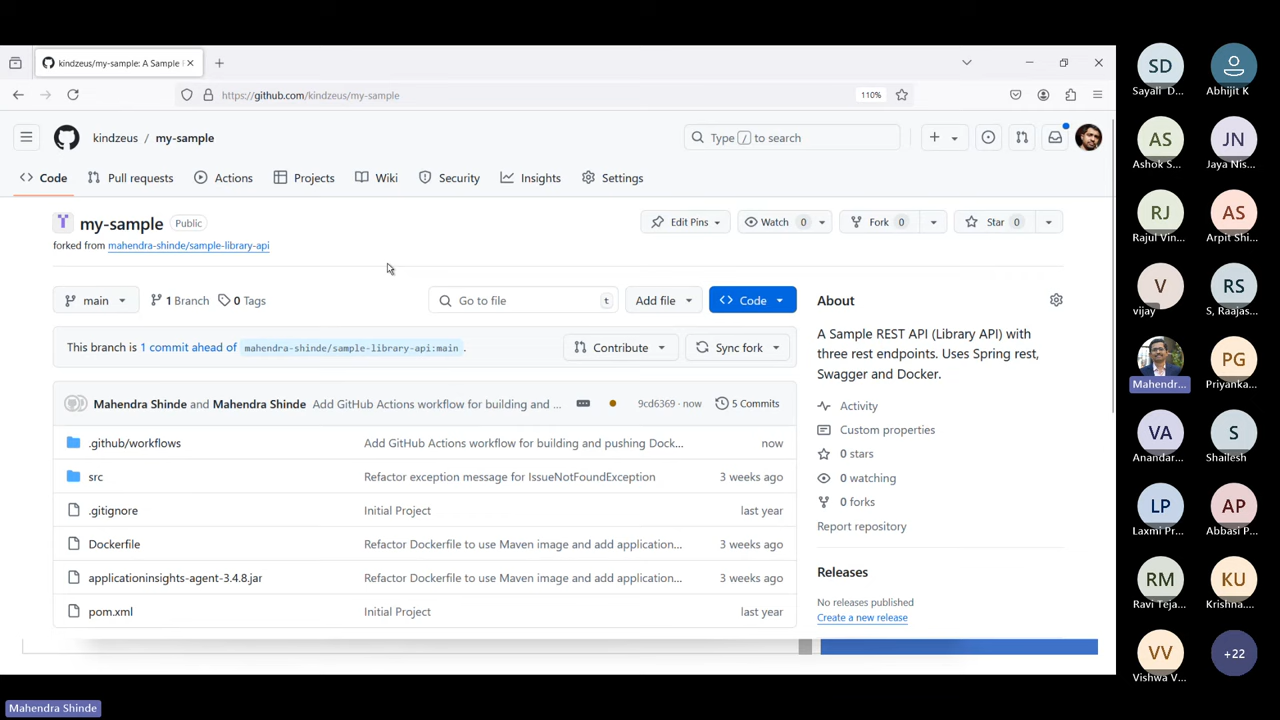 kindzeus/my-sample: A Sample
https://github.com/kindzeus/my-sample
110%
kindzeus / my-sample
Type / to search
Code
Pull requests
Actions
Projects
Wiki
Security
Insights
Settings
my-sample Public
Edit Pins
Watch 0
Fork 0
Star 0
forked from mahendra-shinde/sample-library-api
main
1 Branch
0 Tags
Go to file t
Add file
Code
This branch is 1 commit ahead of mahendra-shinde/sample-library-api:main .
Contribute
Sync fork
Mahendra Shinde and Mahendra Shinde Add GitHub Actions workflow for building and ... 9cd6369 · now 5 Commits
.github/workflows Add GitHub Actions workflow for building and pushing Dock... now
src Refactor exception message for IssueNotFoundException 3 weeks ago
.gitignore Initial Project last year
Dockerfile Refactor Dockerfile to use Maven image and add application... 3 weeks ago
applicationinsights-agent-3.4.8.jar Refactor Dockerfile to use Maven image and add application... 3 weeks ago
pom.xml Initial Project last year
About
A Sample REST API (Library API) with
three rest endpoints. Uses Spring rest,
Swagger and Docker.
Activity
Custom properties
0 stars
0 watching
0 forks
Report repository
Releases
No releases published
Create a new release
SD
Sayali D...
Abhijit K
AS
Ashok S...
JN
Jaya Nis...
RJ
Rajul Vin...
AS
Arpit Shi...
V
vijay
RS
S, Raajas...
Mahendr...
PG
Priyanka...
VA
Anandar...
S
Shailesh
LP
Laxmi Pr...
AP
Abbasi P...
RM
Ravi Teja...
KU
Krishna....
VV
Vishwa V...
+22
Mahendra Shinde